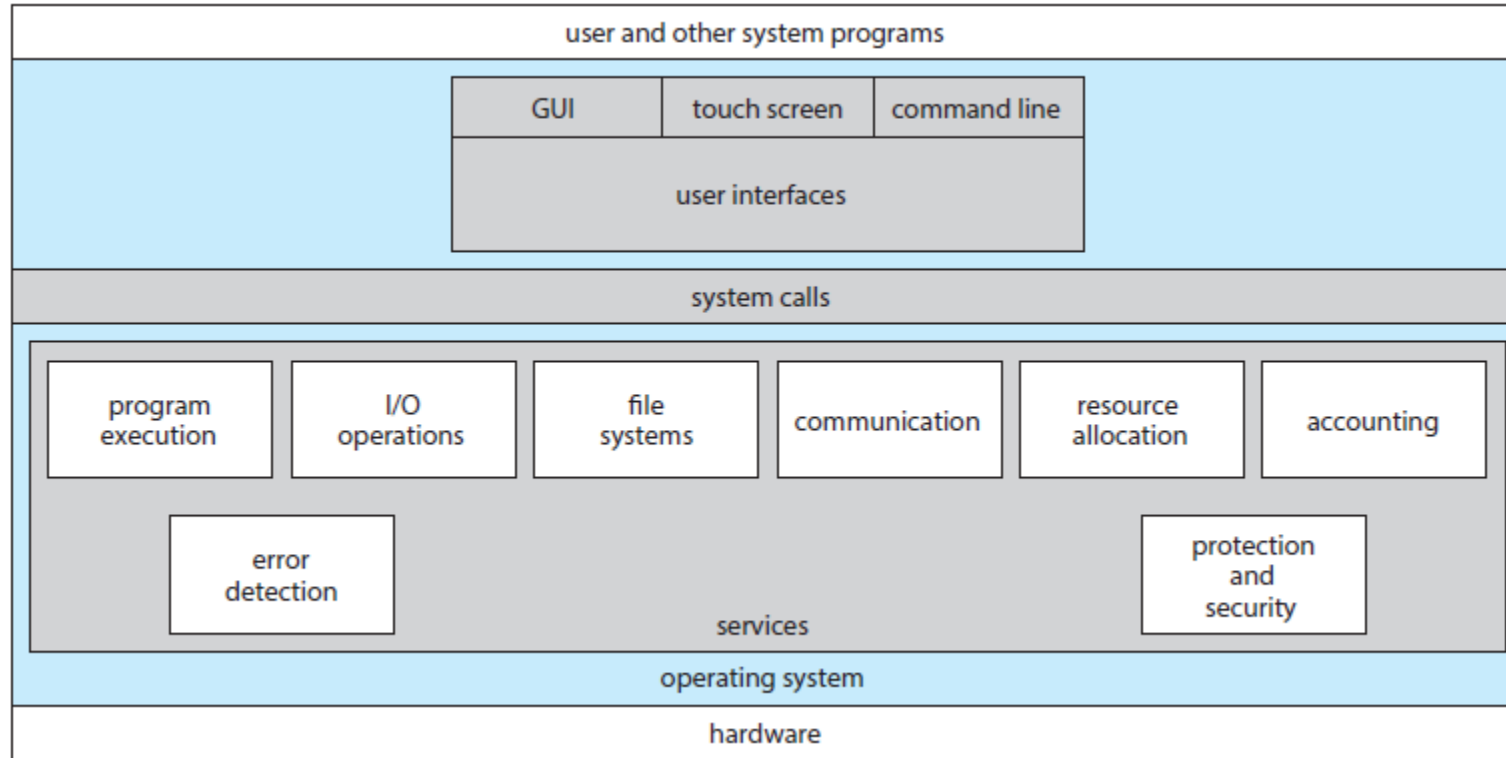 user and other system programs
GUI
touch screen
command line
user interfaces
system calls
program
execution
I/O
operations
file
systems
communication
resource
allocation
accounting
error
detection
protection
and
security
services
operating system
hardware